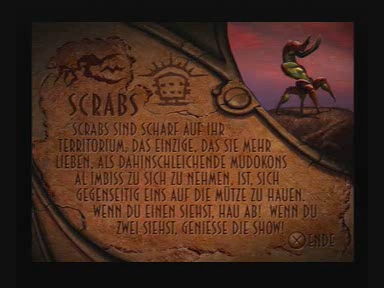 SCRABS
SCRABS SIND SCHARF AUF IHR
TERRITORIUM. DAS EINZIGE, DAS SIE MEHR
LIEBEN, ALS DAHINSCHLEICHENDE MUDOKONS
AL IMBISS ZU SICH ZU NEHMEN, IST, SICH
GEGENSEITIG EINS AUF DIE MÜTZE ZU HAUEN.
WENN DU EINEN SIEHST, HAU AB! WENN DU
ZWEI SIEHST, GENIESSE DIE SHOW!
ENDE